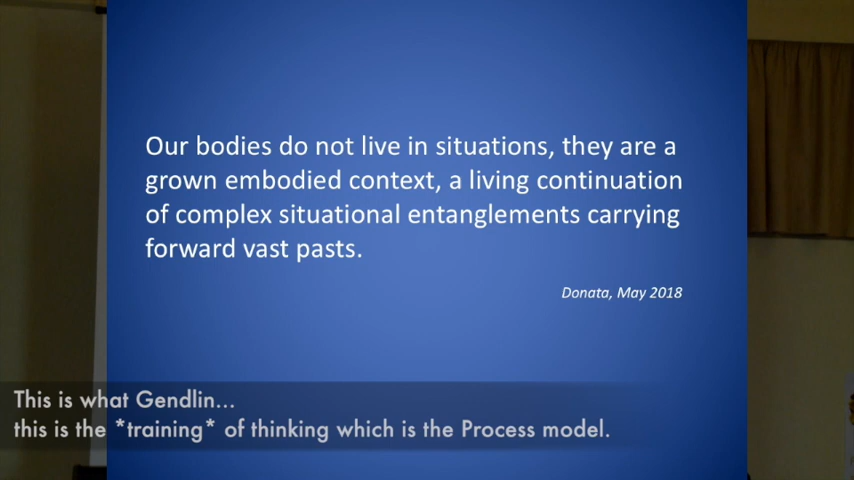 Our bodies do not live in situations, they are a
grown embodied context, a living continuation
of complex situational entanglements carrying
forward vast pasts.
Donata, May 2018
This is what Gendlin...
this is the *training* of thinking which is the Process model.